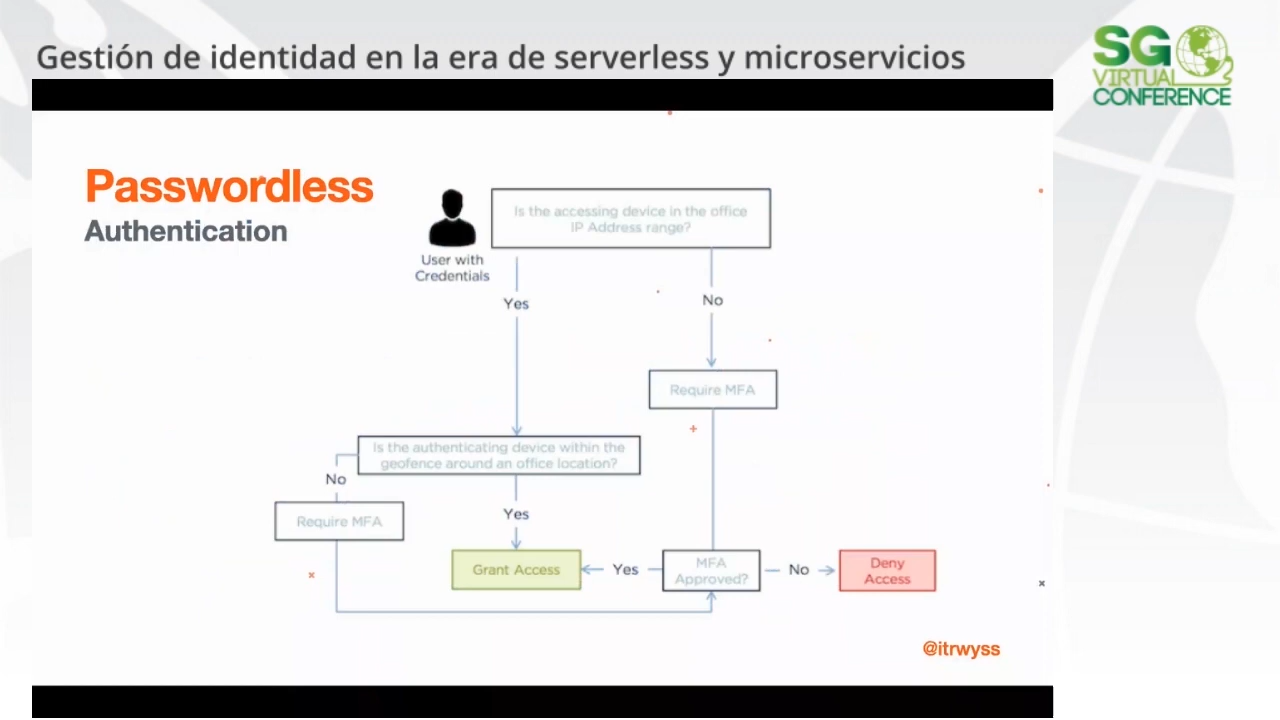 Gestión de identidad en la era de serverless y microservicios
SG
VIRTUAL
CONFERENCE
Passwordless
Authentication
User with
Credentials
Is the accessing device in the office
IP Address range?
Yes
No
Require MFA
Is the authenticating device within the
geofence around an office location?
No
Require MFA
Yes
Grant Access
Yes
MFA
Approved?
No
Deny
Access
@itrwyss